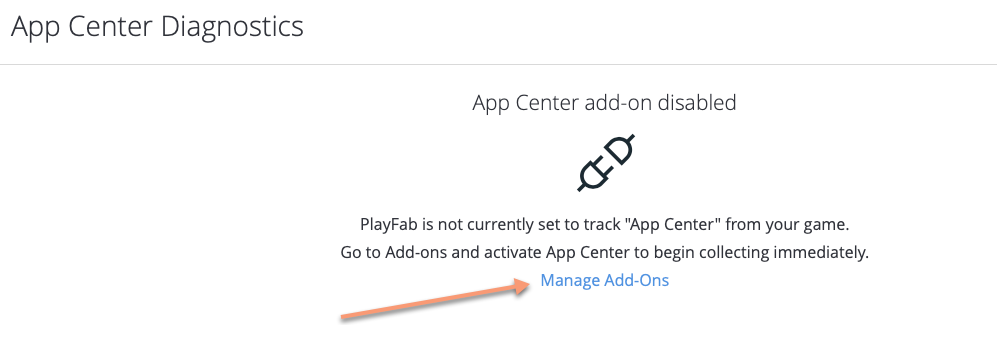 App Center Diagnostics
App Center add-on disabled
PlayFab is not currently set to track "App Center" from your game.
Go to Add-ons and activate App Center to begin collecting immediately.
Manage Add-Ons